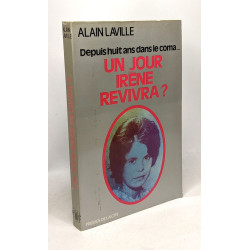 ALAIN LAVILLE
Depuis huit ans dans le coma...
UN JOUR
IRÈNE
REVIVRA ?